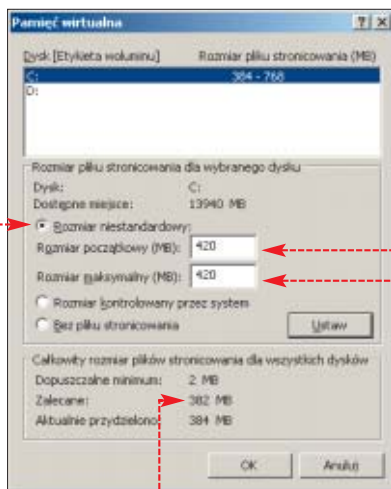 Pamięć wirtualna
Dysk [Etykieta woluminu] Rozmiar pliku stronicowania (MB)
C: 384 - 768
D:
Rozmiar pliku stronicowania dla wybranego dysku
Dysk: C:
Dostępne miejsce: 13940 MB
Rozmiar niestandardowy:
Rozmiar początkowy (MB): 420
Rozmiar maksymalny (MB): 420
Rozmiar kontrolowany przez system
Bez pliku stronicowania Ustaw
Całkowity rozmiar plików stronicowania dla wszystkich dysków
Dopuszczalne minimum: 2 MB
Zalecane: 382 MB
Aktualnie przydzielono: 384 MB
OK Anuluj